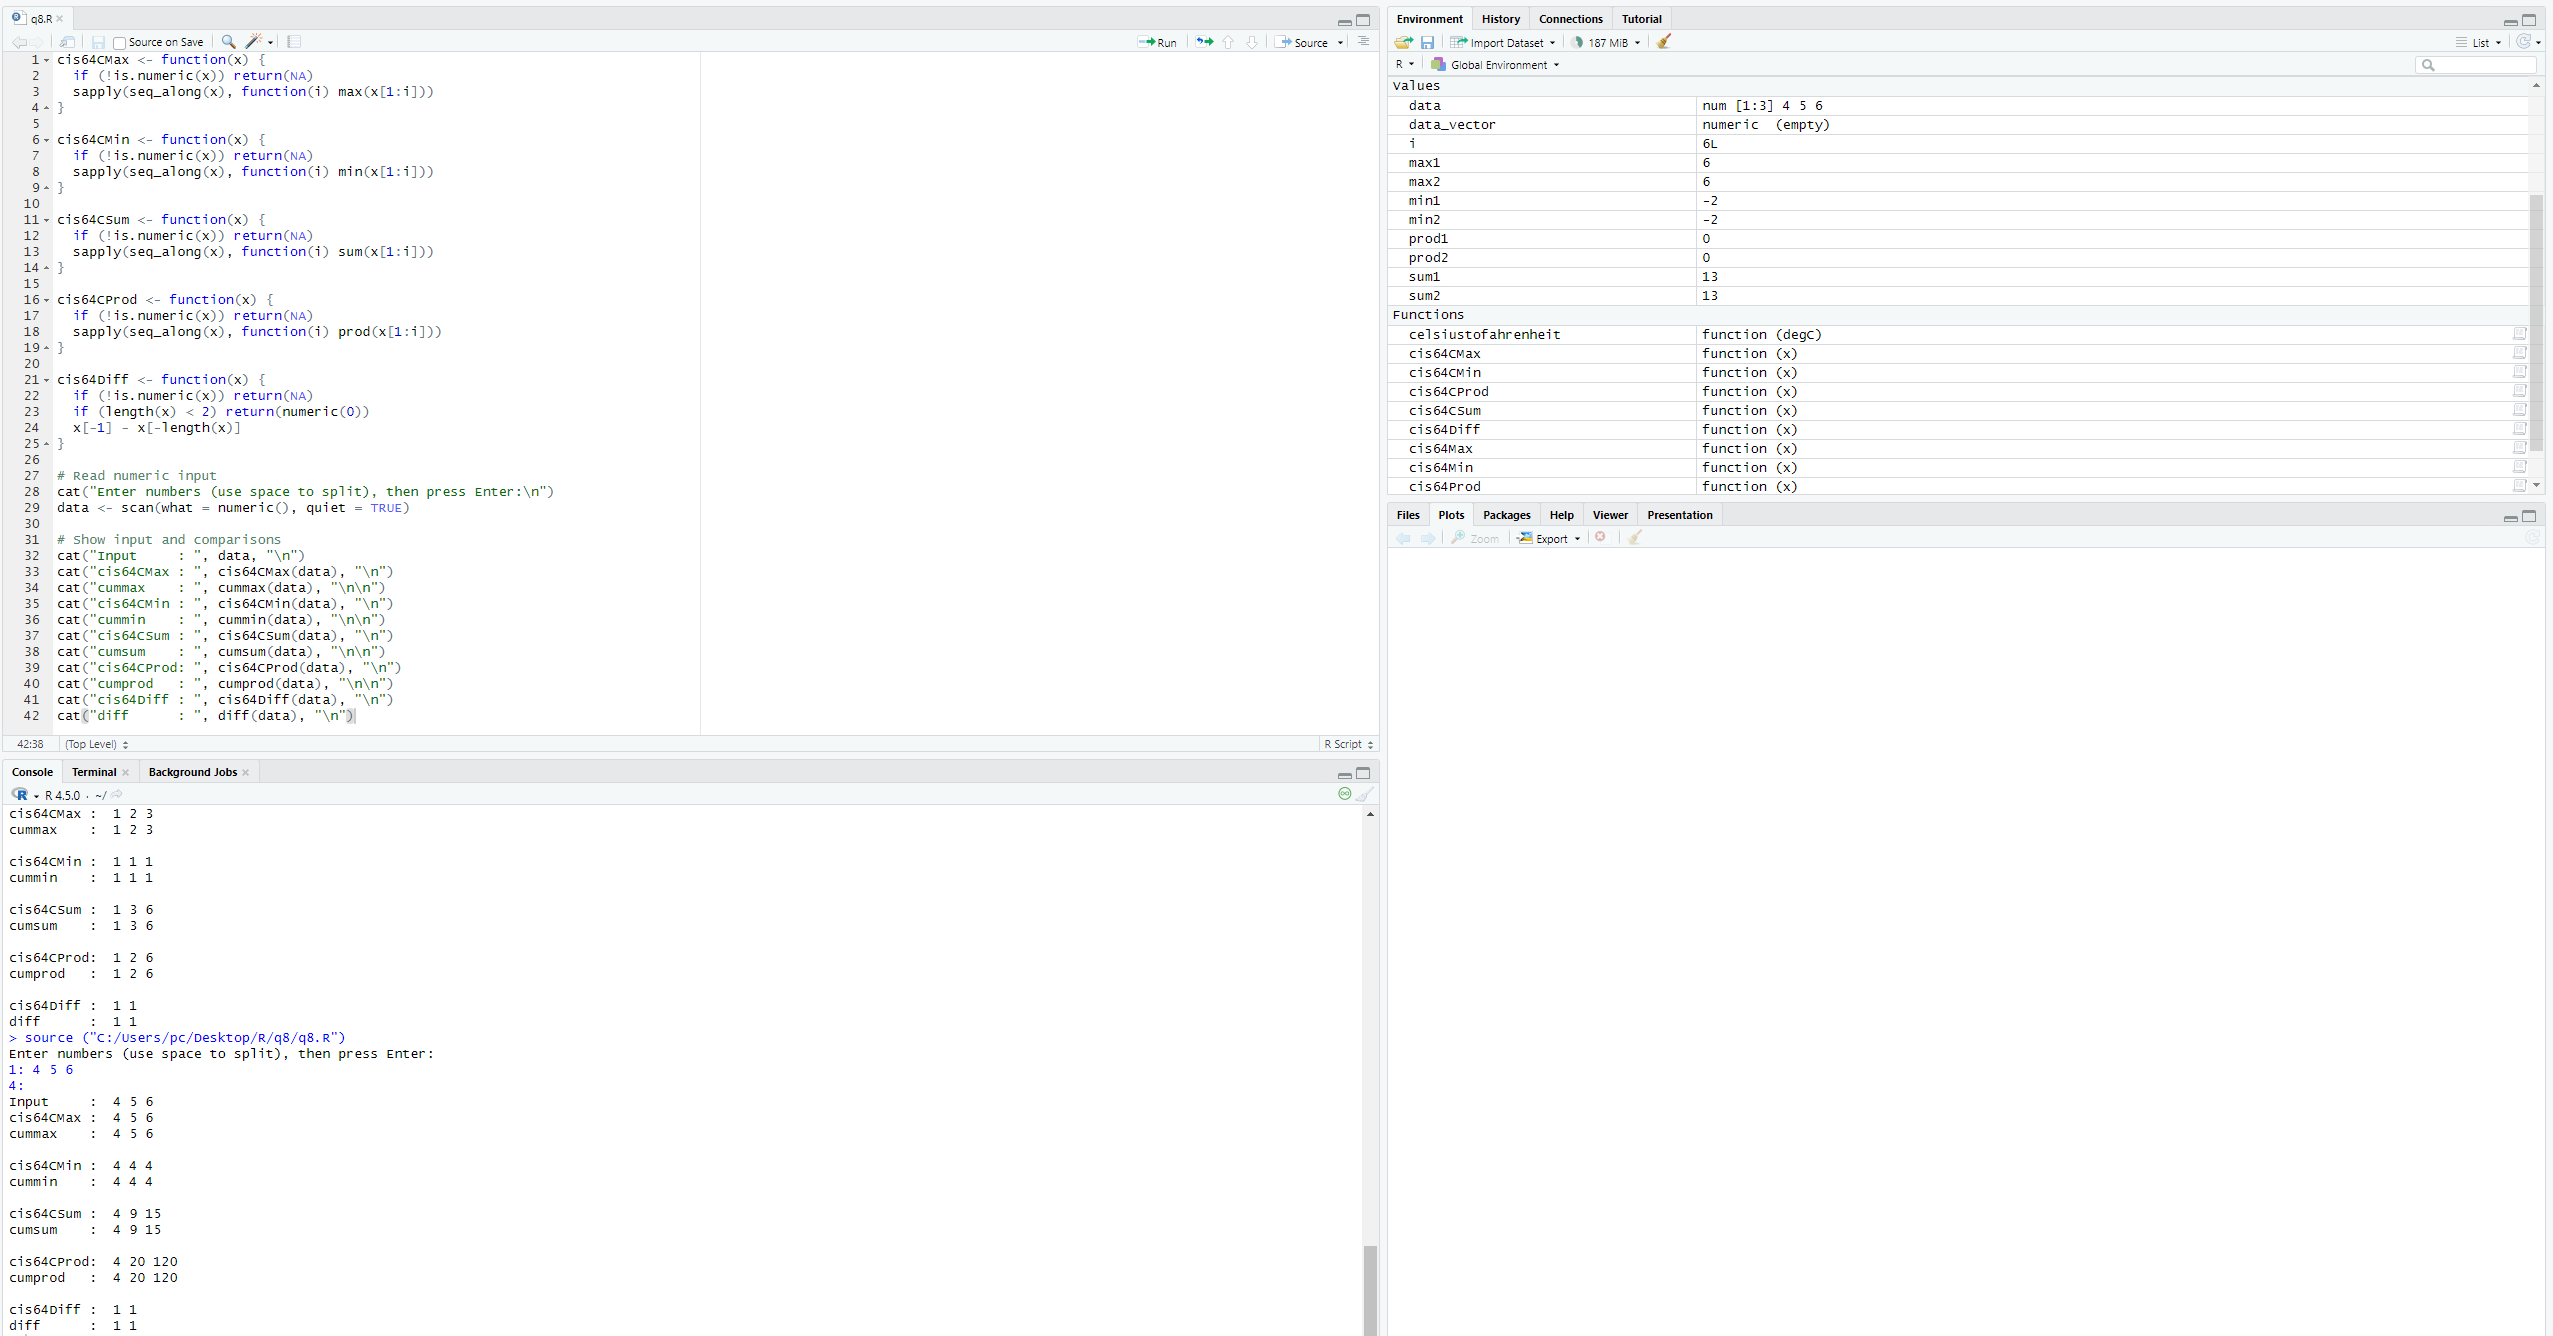 q8.R
Source on Save
Run
Source
1 cis64CMax <- function(x) {
2   if (!is.numeric(x)) return(NA)
3   sapply(seq_along(x), function(i) max(x[1:i]))
4 }
5
6 cis64CMin <- function(x) {
7   if (!is.numeric(x)) return(NA)
8   sapply(seq_along(x), function(i) min(x[1:i]))
9 }
10
11 cis64CSum <- function(x) {
12   if (!is.numeric(x)) return(NA)
13   sapply(seq_along(x), function(i) sum(x[1:i]))
14 }
15
16 cis64CProd <- function(x) {
17   if (!is.numeric(x)) return(NA)
18   sapply(seq_along(x), function(i) prod(x[1:i]))
19 }
20
21 cis64Diff <- function(x) {
22   if (!is.numeric(x)) return(NA)
23   if (length(x) < 2) return(numeric(0))
24   x[-1] - x[-length(x)]
25 }
26
27 # Read numeric input
28 cat("Enter numbers (use space to split), then press Enter:\n")
29 data <- scan(what = numeric(), quiet = TRUE)
30
31 # Show input and comparisons
32 cat("Input     : ", data, "\n")
33 cat("cis64CMax : ", cis64CMax(data), "\n")
34 cat("cummax    : ", cummax(data), "\n\n")
35 cat("cis64CMin : ", cis64CMin(data), "\n")
36 cat("cummin    : ", cummin(data), "\n\n")
37 cat("cis64CSum : ", cis64CSum(data), "\n")
38 cat("cumsum    : ", cumsum(data), "\n\n")
39 cat("cis64CProd: ", cis64CProd(data), "\n")
40 cat("cumprod   : ", cumprod(data), "\n\n")
41 cat("cis64Diff : ", cis64Diff(data), "\n")
42 cat("diff      : ", diff(data), "\n")
42:38 (Top Level) R Script
Console Terminal Background Jobs
R 4.5.0 · ~/
cis64CMax :  1 2 3
cummax    :  1 2 3
cis64CMin :  1 1 1
cummin    :  1 1 1
cis64CSum :  1 3 6
cumsum    :  1 3 6
cis64CProd:  1 2 6
cumprod   :  1 2 6
cis64Diff :  1 1
diff      :  1 1
> source ("C:/Users/pc/Desktop/R/q8/q8.R")
Enter numbers (use space to split), then press Enter:
1: 4 5 6
4:
Input     :  4 5 6
cis64CMax :  4 5 6
cummax    :  4 5 6
cis64CMin :  4 4 4
cummin    :  4 4 4
cis64CSum :  4 9 15
cumsum    :  4 9 15
cis64CProd:  4 20 120
cumprod   :  4 20 120
cis64Diff :  1 1
diff      :  1 1
Environment History Connections Tutorial
Import Dataset 187 MiB List
R Global Environment
Values
data num [1:3] 4 5 6
data_vector numeric (empty)
i 6L
max1 6
max2 6
min1 -2
min2 -2
prod1 0
prod2 0
sum1 13
sum2 13
Functions
celsiustofahrenheit function (degC)
cis64CMax function (x)
cis64CMin function (x)
cis64CProd function (x)
cis64CSum function (x)
cis64Diff function (x)
cis64Max function (x)
cis64Min function (x)
cis64Prod function (x)
Files Plots Packages Help Viewer Presentation
Zoom Export